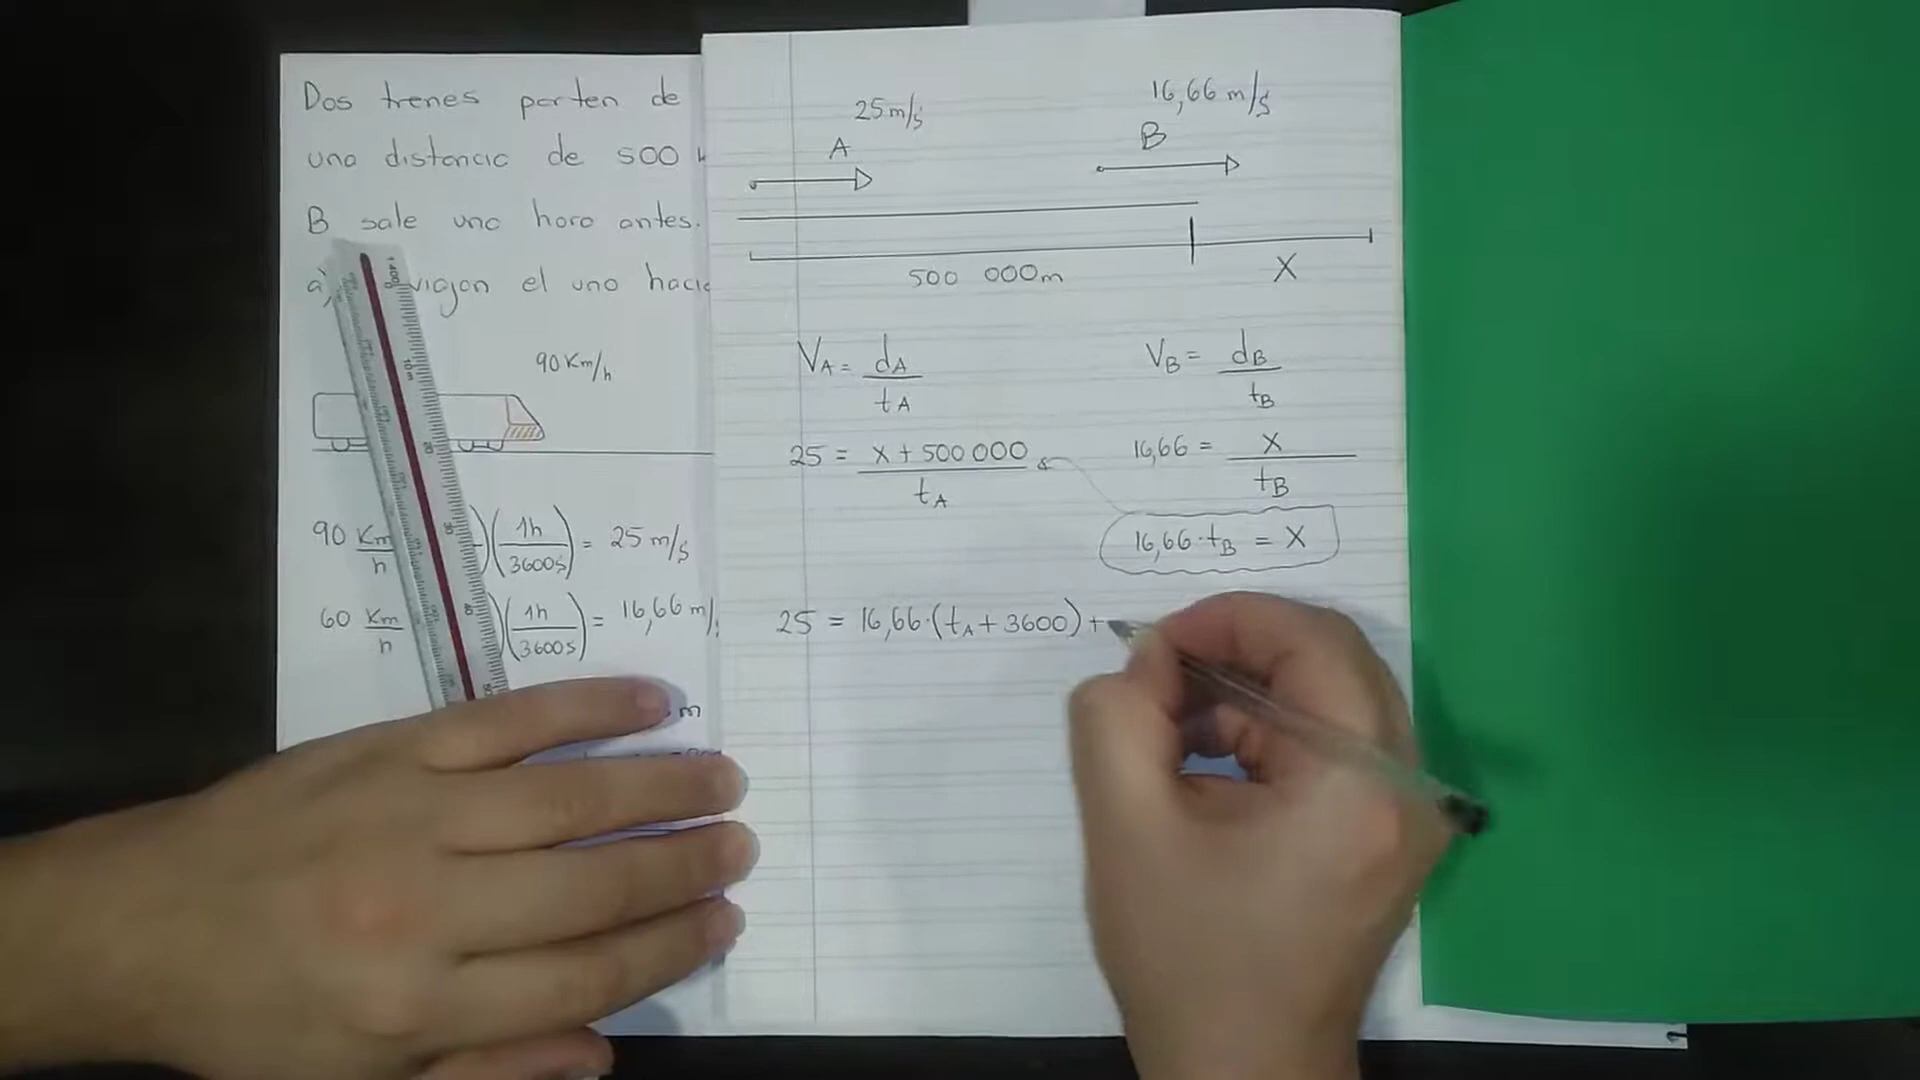 Dos trenes parten de
una distancia de 500
B sale una hora antes.
a) viajan el uno hacia
90 Km/h
90 Km/h (1h/3600s) = 25 m/s
60 Km/h (1h/3600s) = 16,66 m/
m
25 m/s 16,66 m/s
A B
500 000m X
VA = dA/tA VB = dB/tB
25 = x + 500 000/tA 16,66 = x/tB
16,66·tB = X
25 = 16,66·(tA + 3600) +